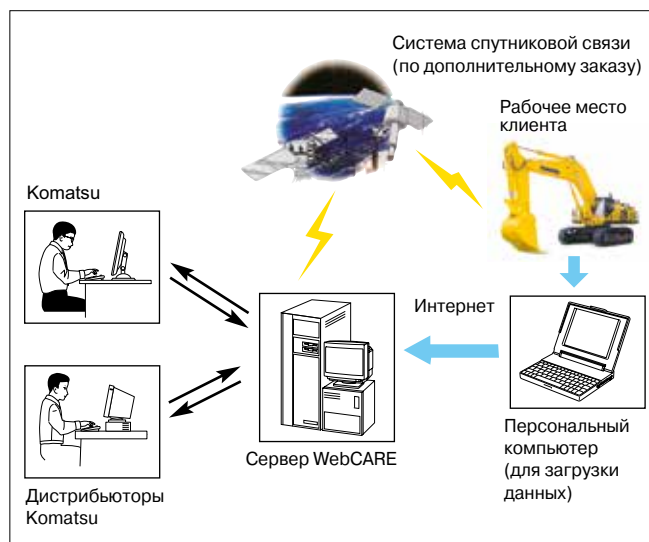 Система спутниковой связи
(по дополнительному заказу)
Рабочее место
клиента
Komatsu
Интернет
Сервер WebCARE
Персональный
компьютер
(для загрузки
данных)
Дистрибьюторы
Komatsu